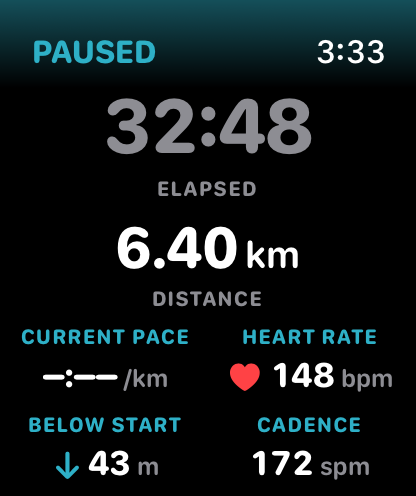 PAUSED 3:33
32:48
ELAPSED
6.40 km
DISTANCE
CURRENT PACE HEART RATE
–:–– /km 148 bpm
BELOW START CADENCE
43 m 172 spm